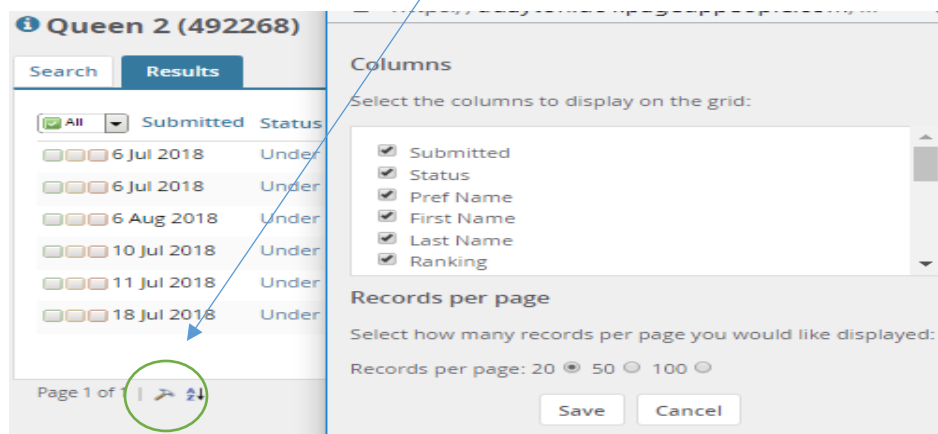 Queen 2 (492268)
Search Results
All Submitted Status
6 Jul 2018 Under
6 Jul 2018 Under
6 Aug 2018 Under
10 Jul 2018 Under
11 Jul 2018 Under
18 Jul 2018 Under
Page 1 of 1 |
Columns
Select the columns to display on the grid:
Submitted
Status
Pref Name
First Name
Last Name
Ranking
Records per page
Select how many records per page you would like displayed:
Records per page: 20 50 100
Save Cancel